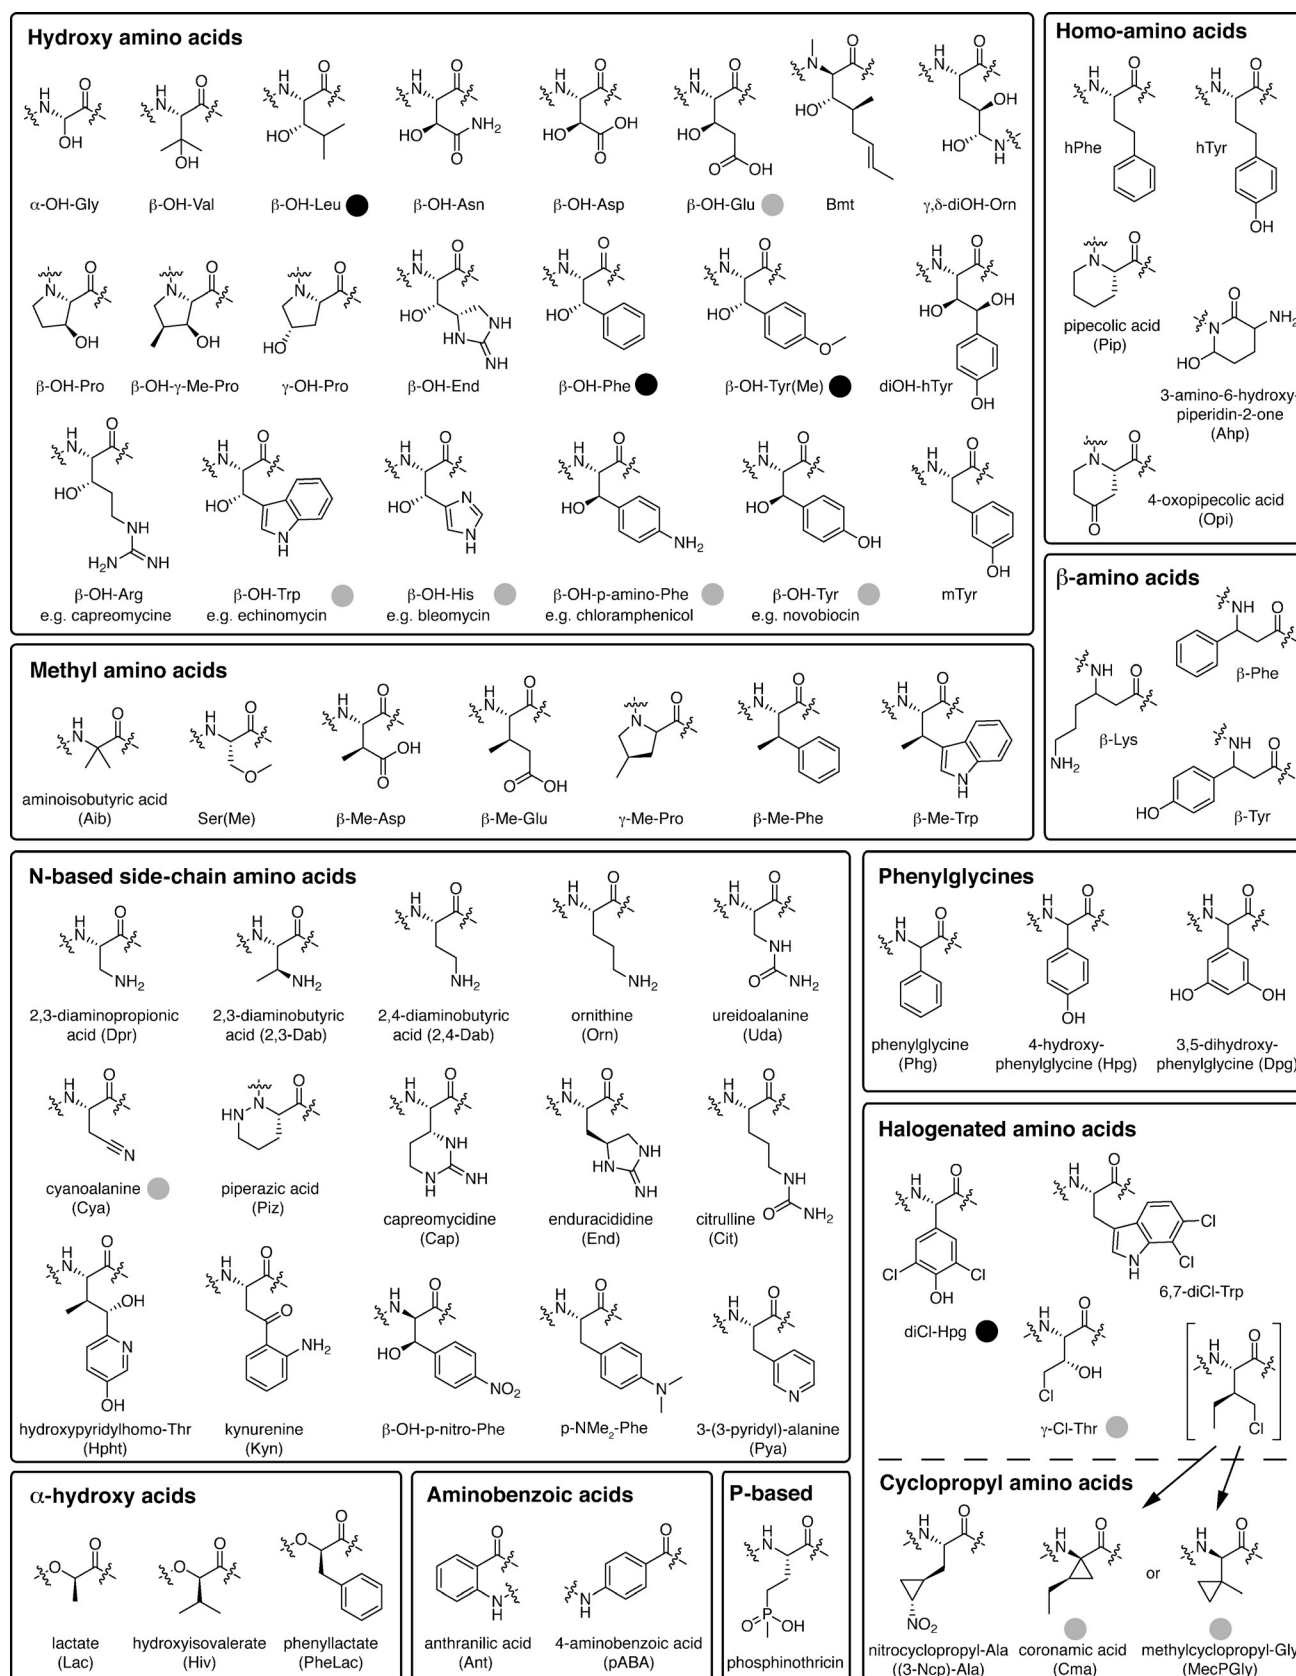 Hydroxy amino acids
α-OH-Gly
β-OH-Val
β-OH-Leu
β-OH-Asn
β-OH-Asp
β-OH-Glu
Bmt
γ,δ-diOH-Orn
β-OH-Pro
β-OH-γ-Me-Pro
γ-OH-Pro
β-OH-End
β-OH-Phe
β-OH-Tyr(Me)
diOH-hTyr
β-OH-Arg
e.g. capreomycine
β-OH-Trp
e.g. echinomycin
β-OH-His
e.g. bleomycin
β-OH-p-amino-Phe
e.g. chloramphenicol
β-OH-Tyr
e.g. novobiocin
mTyr
Homo-amino acids
hPhe
hTyr
pipecolic acid
(Pip)
3-amino-6-hydroxy-
piperidin-2-one
(Ahp)
4-oxopipecolic acid
(Opi)
β-amino acids
β-Phe
β-Lys
β-Tyr
Methyl amino acids
aminoisobutyric acid
(Aib)
Ser(Me)
β-Me-Asp
β-Me-Glu
γ-Me-Pro
β-Me-Phe
β-Me-Trp
N-based side-chain amino acids
2,3-diaminopropionic
acid (Dpr)
2,3-diaminobutyric
acid (2,3-Dab)
2,4-diaminobutyric
acid (2,4-Dab)
ornithine
(Orn)
ureidoalanine
(Uda)
cyanoalanine
(Cya)
piperazic acid
(Piz)
capreomycidine
(Cap)
enduracididine
(End)
citrulline
(Cit)
hydroxypyridylhomo-Thr
(Hpht)
kynurenine
(Kyn)
β-OH-p-nitro-Phe
p-NMe₂-Phe
3-(3-pyridyl)-alanine
(Pya)
Phenylglycines
phenylglycine
(Phg)
4-hydroxy-
phenylglycine (Hpg)
3,5-dihydroxy-
phenylglycine (Dpg)
Halogenated amino acids
diCl-Hpg
6,7-diCl-Trp
γ-Cl-Thr
Cyclopropyl amino acids
nitrocyclopropyl-Ala
((3-Ncp)-Ala)
coronamic acid
(Cma)
or
methylcyclopropyl-Gly
(MecPGly)
α-hydroxy acids
lactate
(Lac)
hydroxyisovalerate
(Hiv)
phenyllactate
(PheLac)
Aminobenzoic acids
anthranilic acid
(Ant)
4-aminobenzoic acid
(pABA)
P-based
phosphinothricin